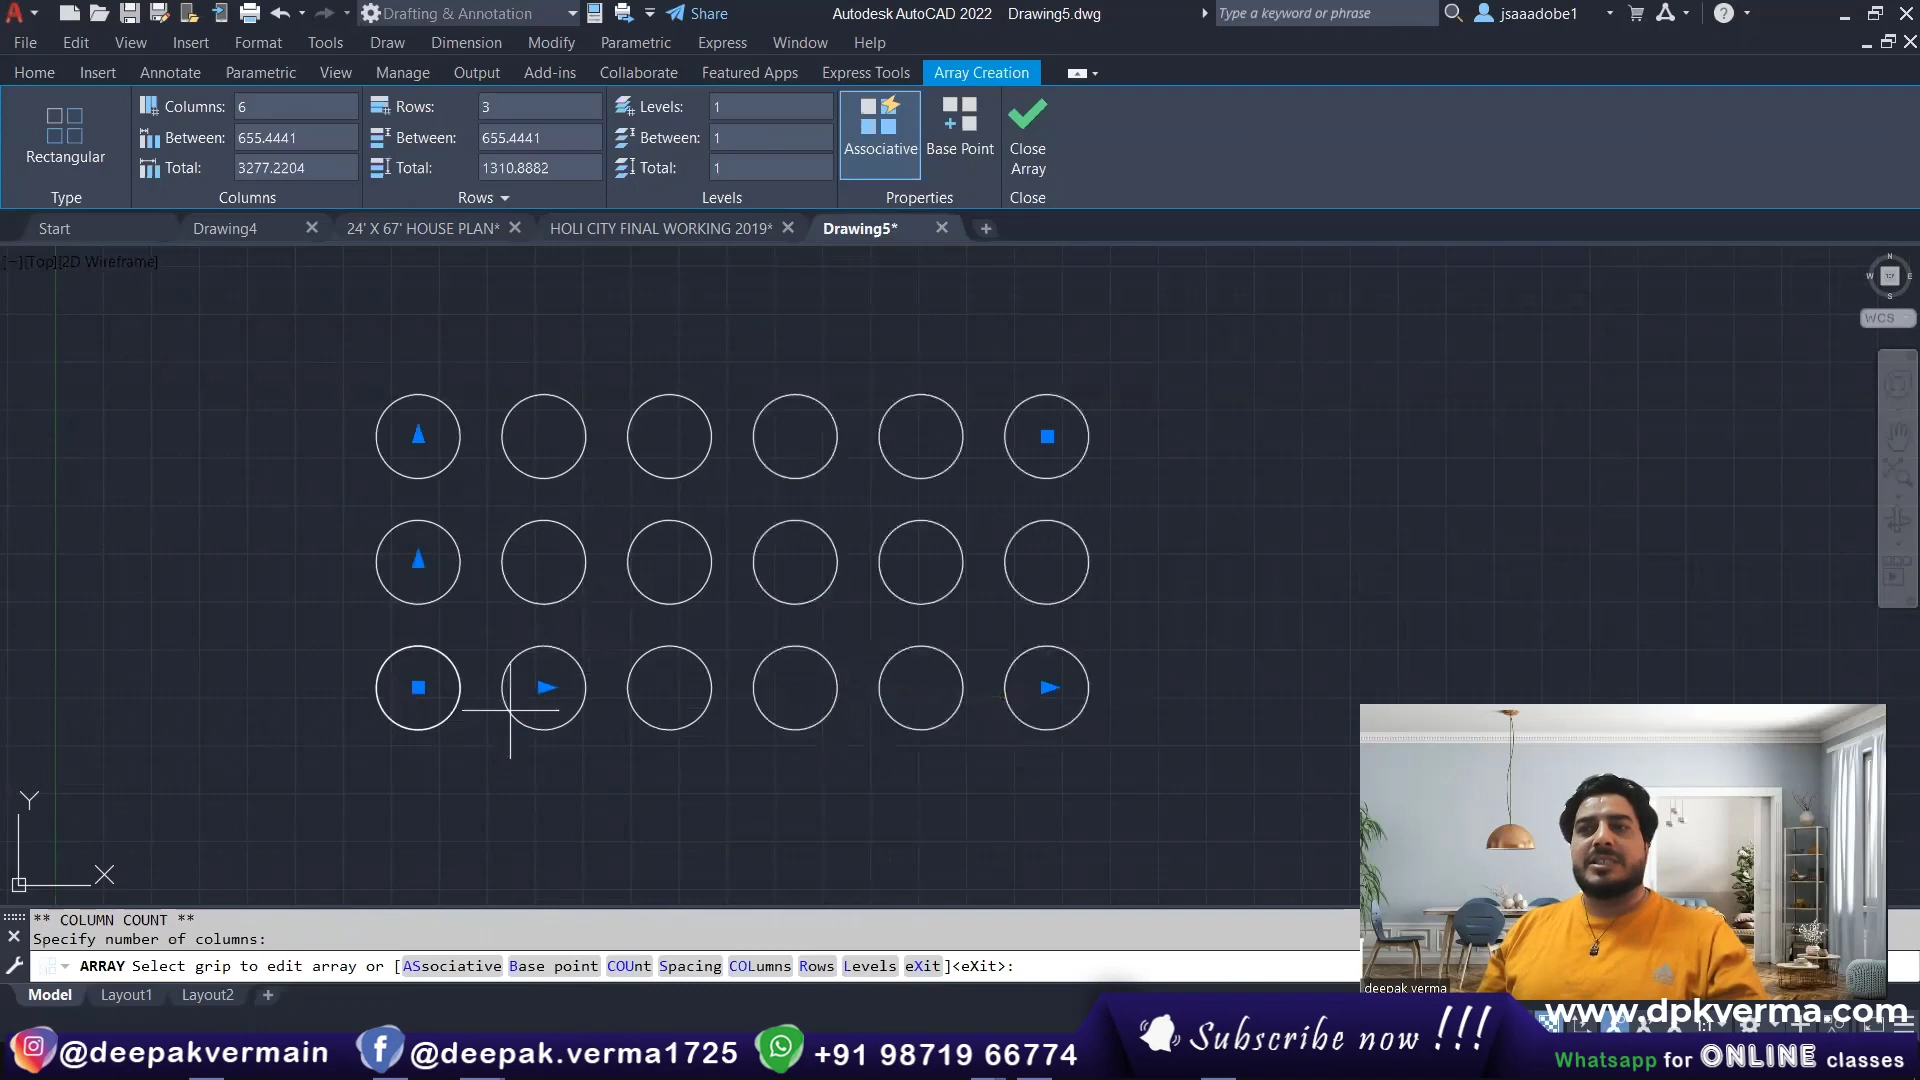 Drafting & Annotation
Share
Autodesk AutoCAD 2022 Drawing5.dwg
Type a keyword or phrase
jsaaadobe1
File Edit View Insert Format Tools Draw Dimension Modify Parametric Express Window Help
Home Insert Annotate Parametric View Manage Output Add-ins Collaborate Featured Apps Express Tools Array Creation
Columns: 6 Rows: 3 Levels: 1
Between: 655.4441 Between: 655.4441 Between: 1
Total: 3277.2204 Total: 1310.8882 Total: 1
Rectangular
Associative Base Point Close Array
Type Columns Rows Levels Properties Close
Start Drawing4 24' X 67' HOUSE PLAN* HOLI CITY FINAL WORKING 2019* Drawing5*
[−][Top][2D Wireframe]
N
W
E
S
TOP
WCS
Y
X
** COLUMN COUNT **
Specify number of columns:
ARRAY Select grip to edit array or [ASsociative Base point COUnt Spacing COLumns Rows Levels eXit]<eXit>:
deepak verma
Model Layout1 Layout2
www.dpkverma.com
@deepakvermain @deepak.verma1725 +91 98719 66774
Subscribe now !!!
Whatsapp for ONLINE classes